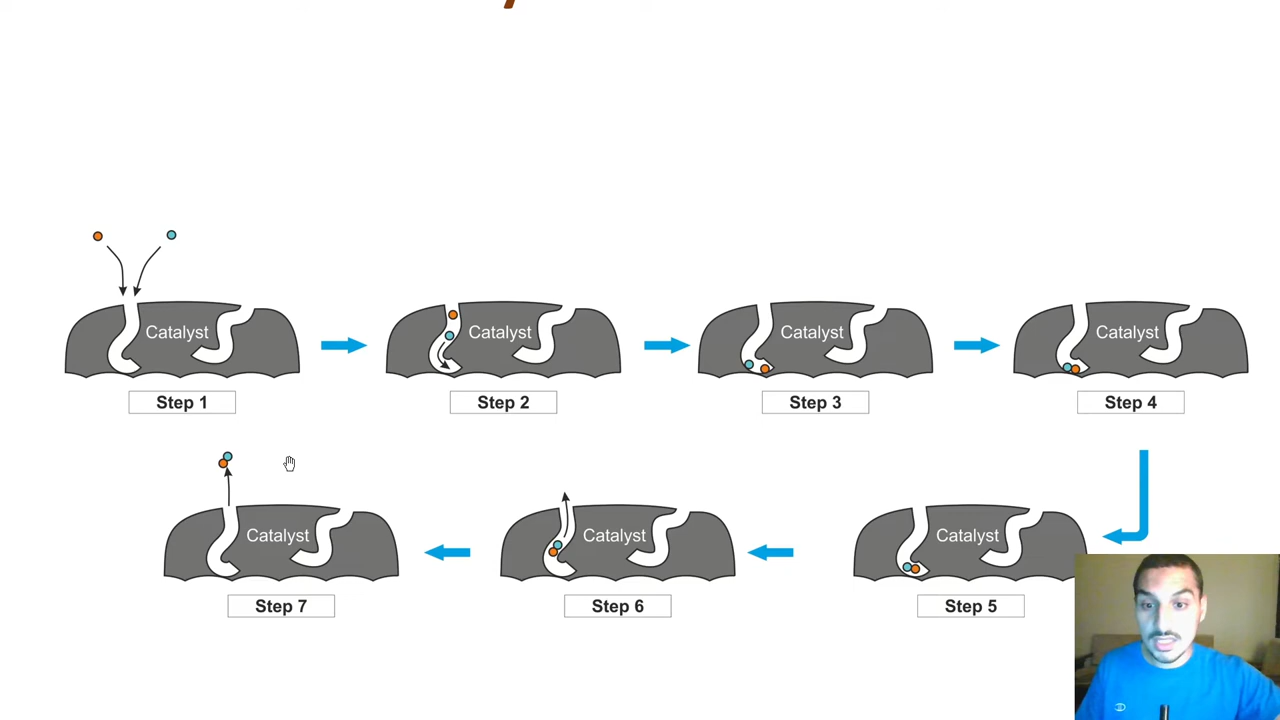 Catalyst
Catalyst
Catalyst
Catalyst
Step 1
Step 2
Step 3
Step 4
Catalyst
Catalyst
Catalyst
Step 7
Step 6
Step 5